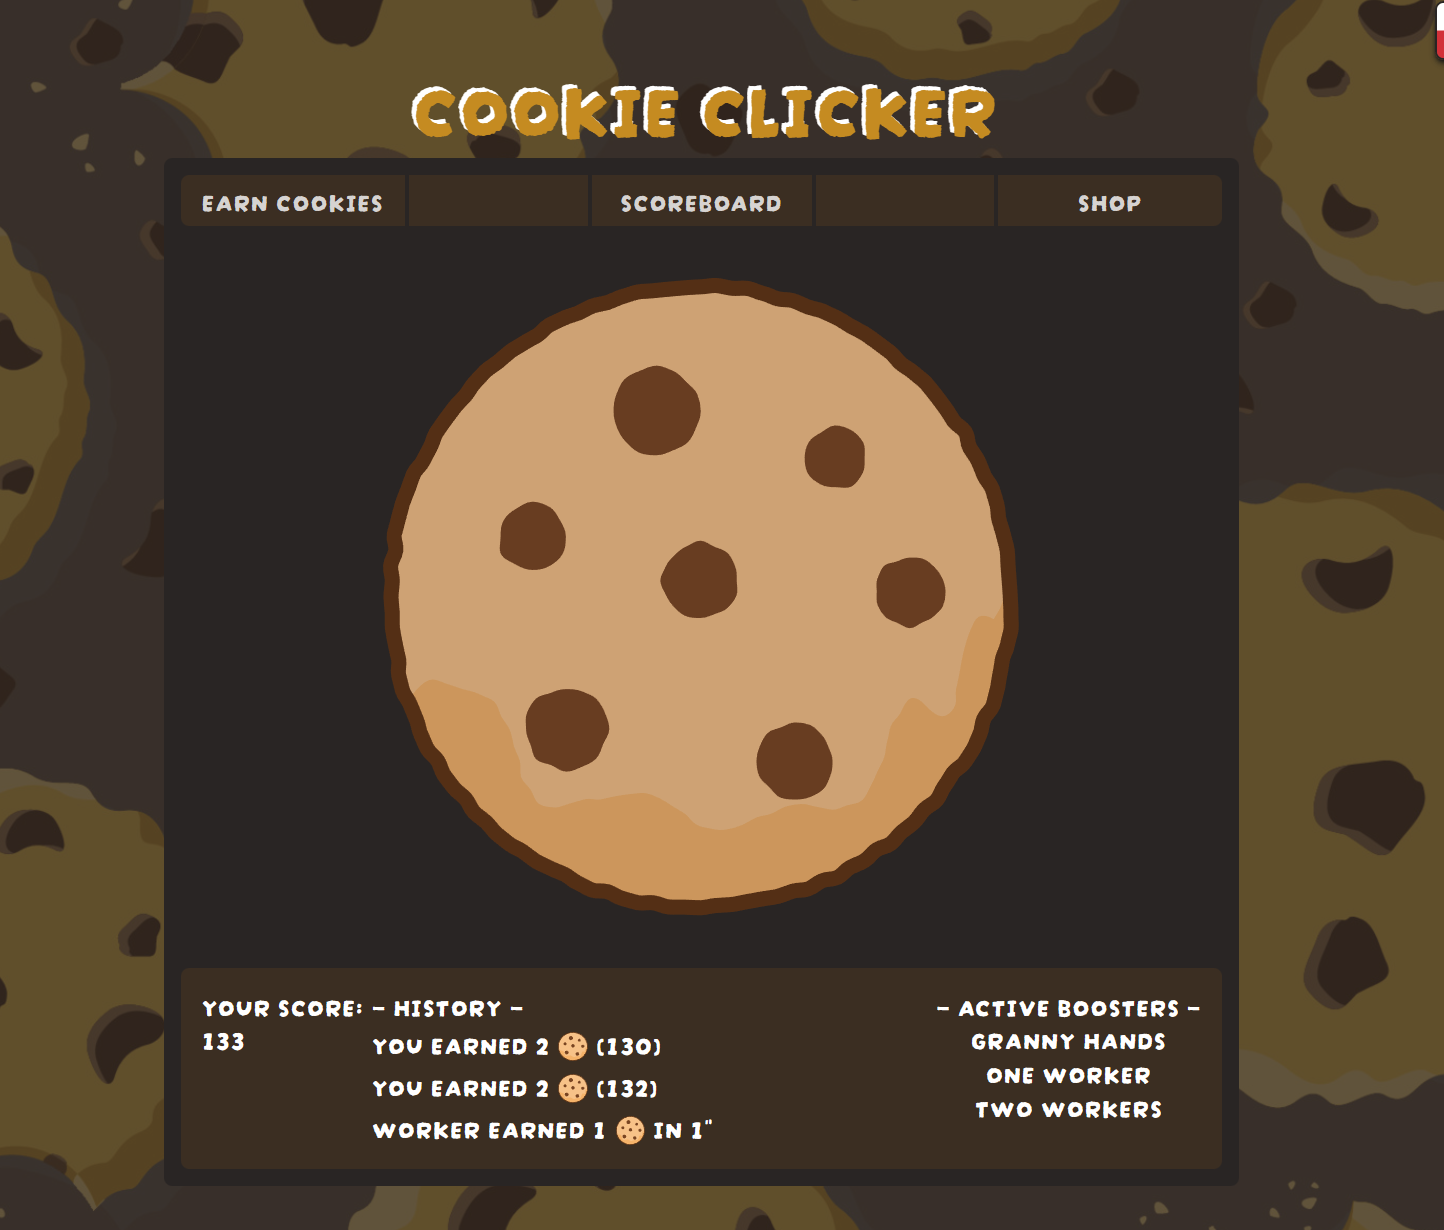 COOKIE CLICKER
EARN COOKIES
SCOREBOARD
SHOP
YOUR SCORE:
133
- HISTORY -
YOU EARNED 2 (130)
YOU EARNED 2 (132)
WORKER EARNED 1 IN 1"
- ACTIVE BOOSTERS -
GRANNY HANDS
ONE WORKER
TWO WORKERS